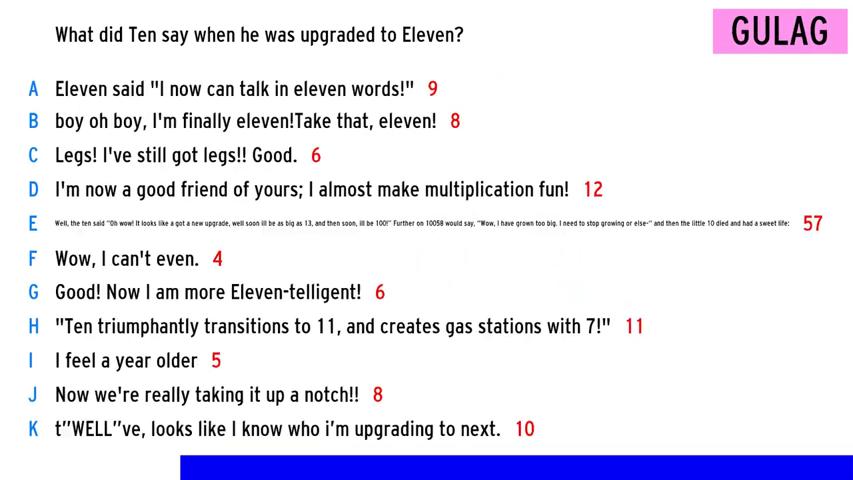 What did Ten say when he was upgraded to Eleven?
GULAG
A Eleven said "I now can talk in eleven words!" 9
B boy oh boy, I'm finally eleven!Take that, eleven! 8
C Legs! I've still got legs!! Good. 6
D I'm now a good friend of yours; I almost make multiplication fun! 12
E Well, the ten said "Oh wow! It looks like a got a new upgrade, well soon ill be as big as 13, and then soon, ill be 100!" Further on 10058 would say, "Wow, I have grown too big. I need to stop growing or else-" and then the little 10 died and had a sweet life: 57
F Wow, I can't even. 4
G Good! Now I am more Eleven-telligent! 6
H "Ten triumphantly transitions to 11, and creates gas stations with 7!" 11
I I feel a year older 5
J Now we're really taking it up a notch!! 8
K t”WELL”ve, looks like I know who i’m upgrading to next. 10